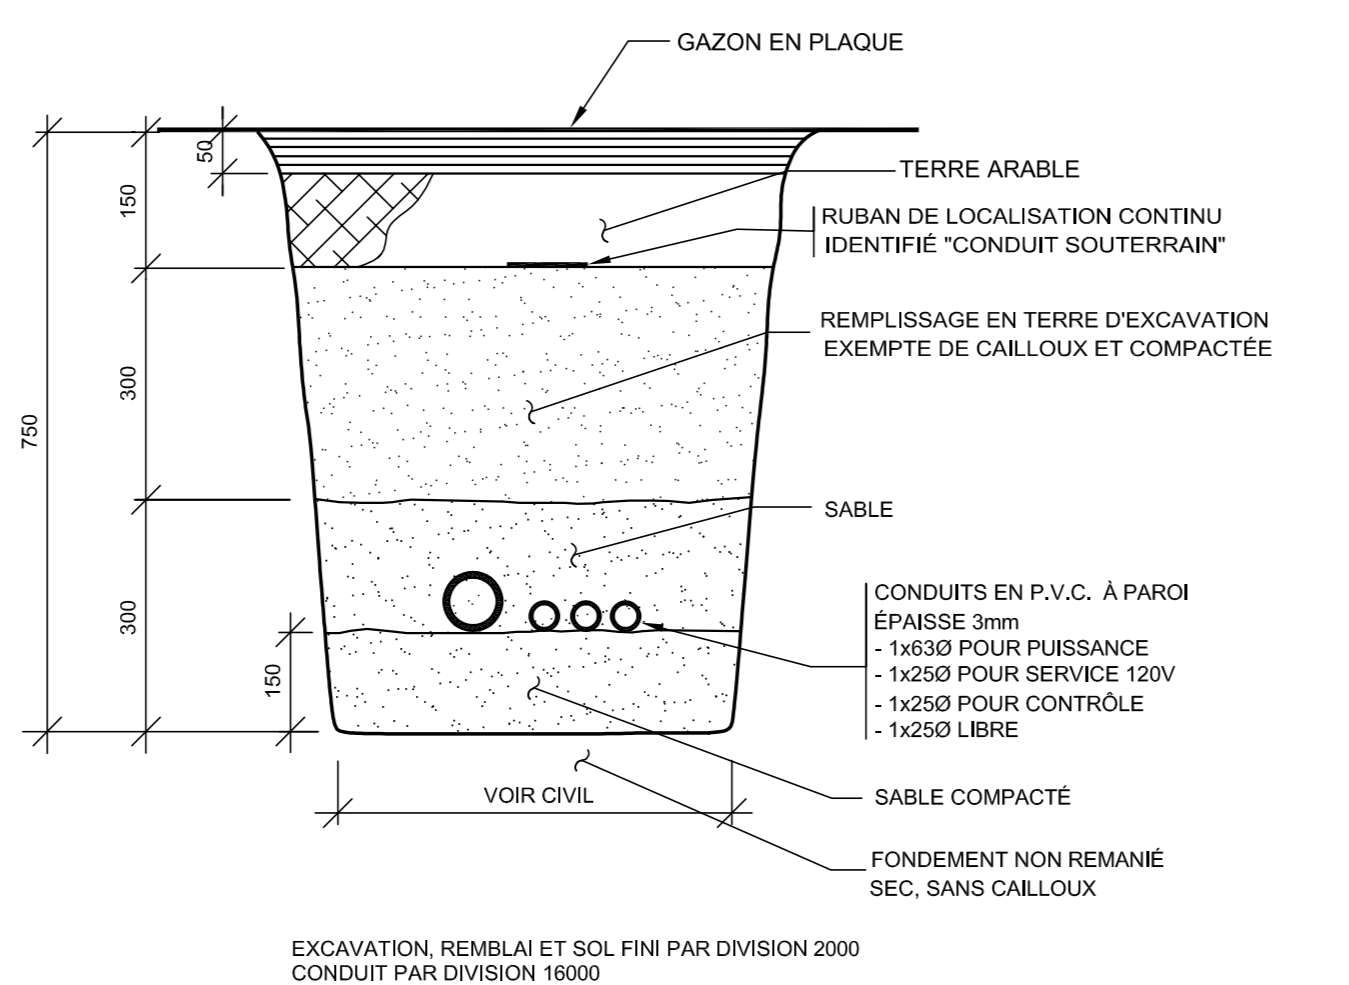 GAZON EN PLAQUE
50
TERRE ARABLE
150
RUBAN DE LOCALISATION CONTINU
IDENTIFIÉ "CONDUIT SOUTERRAIN"
REMPLISSAGE EN TERRE D'EXCAVATION
EXEMPTE DE CAILLOUX ET COMPACTÉE
300
750
SABLE
CONDUITS EN P.V.C. À PAROI
ÉPAISSE 3mm
- 1x63Ø POUR PUISSANCE
- 1x25Ø POUR SERVICE 120V
- 1x25Ø POUR CONTRÔLE
- 1x25Ø LIBRE
300
150
VOIR CIVIL
SABLE COMPACTÉ
FONDEMENT NON REMANIÉ
SEC, SANS CAILLOUX
EXCAVATION, REMBLAI ET SOL FINI PAR DIVISION 2000
CONDUIT PAR DIVISION 16000